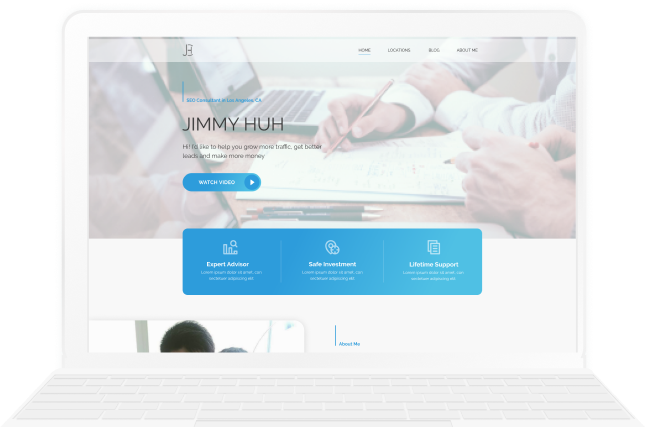 JH
HOME LOCATIONS BLOG ABOUT ME
SEO Consultant in Los Angeles, CA
JIMMY HUH
Hi! I'd like to help you grow more traffic, get better
leads and make more money
WATCH VIDEO
Expert Advisor
Lorem ipsum dolor sit amet, con
sectetuer adipiscing elit
Safe Investment
Lorem ipsum dolor sit amet, con
sectetuer adipiscing elit
Lifetime Support
Lorem ipsum dolor sit amet, con
sectetuer adipiscing elit
About Me